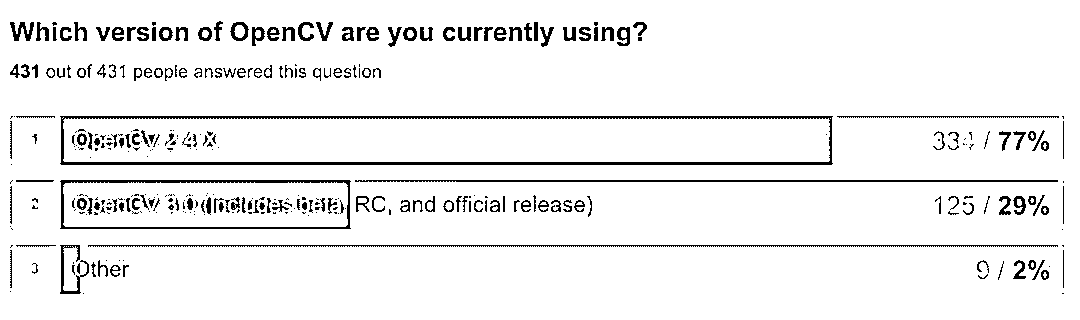 Which version of OpenCV are you currently using?
431 out of 431 people answered this question
1 OpenCV 2.4.X 334 / 77%
2 OpenCV 3.0 (includes beta, RC, and official release) 125 / 29%
3 Other 9 / 2%